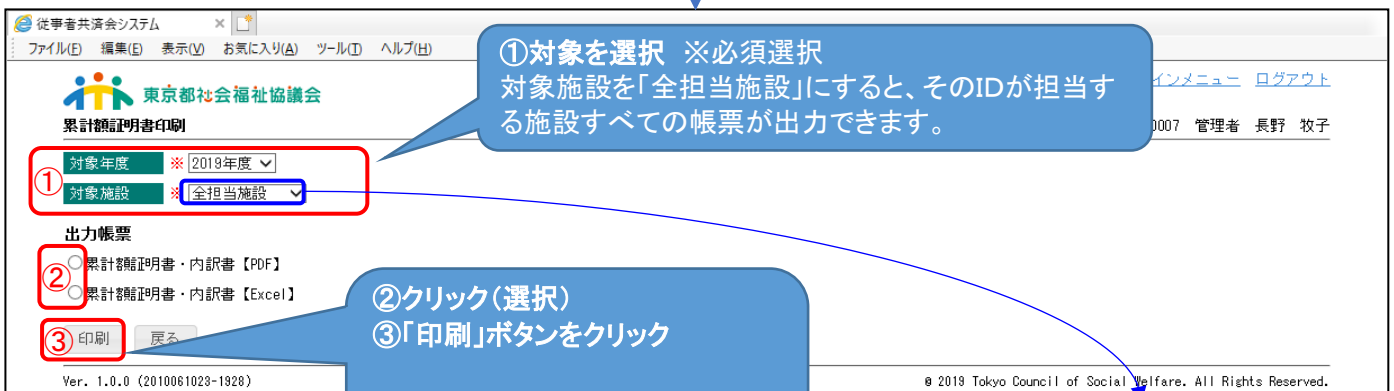 従事者共済会システム
ファイル(F) 編集(E) 表示(V) お気に入り(A) ツール(T) ヘルプ(H)
①対象を選択 ※必須選択
対象施設を「全担当施設」にすると、そのIDが担当す
る施設すべての帳票が出力できます。
東京都社会福祉協議会
インメニュー ログアウト
累計額証明書印刷
0007 管理者 長野 牧子
①
対象年度 ※ 2019年度
対象施設 ※ 全担当施設
出力帳票
②
累計額証明書・内訳書【PDF】
累計額証明書・内訳書【Excel】
②クリック(選択)
③「印刷」ボタンをクリック
③ 印刷 戻る
Ver. 1.0.0 (2010061023-1928)
© 2019 Tokyo Council of Social Welfare. All Rights Reserved.